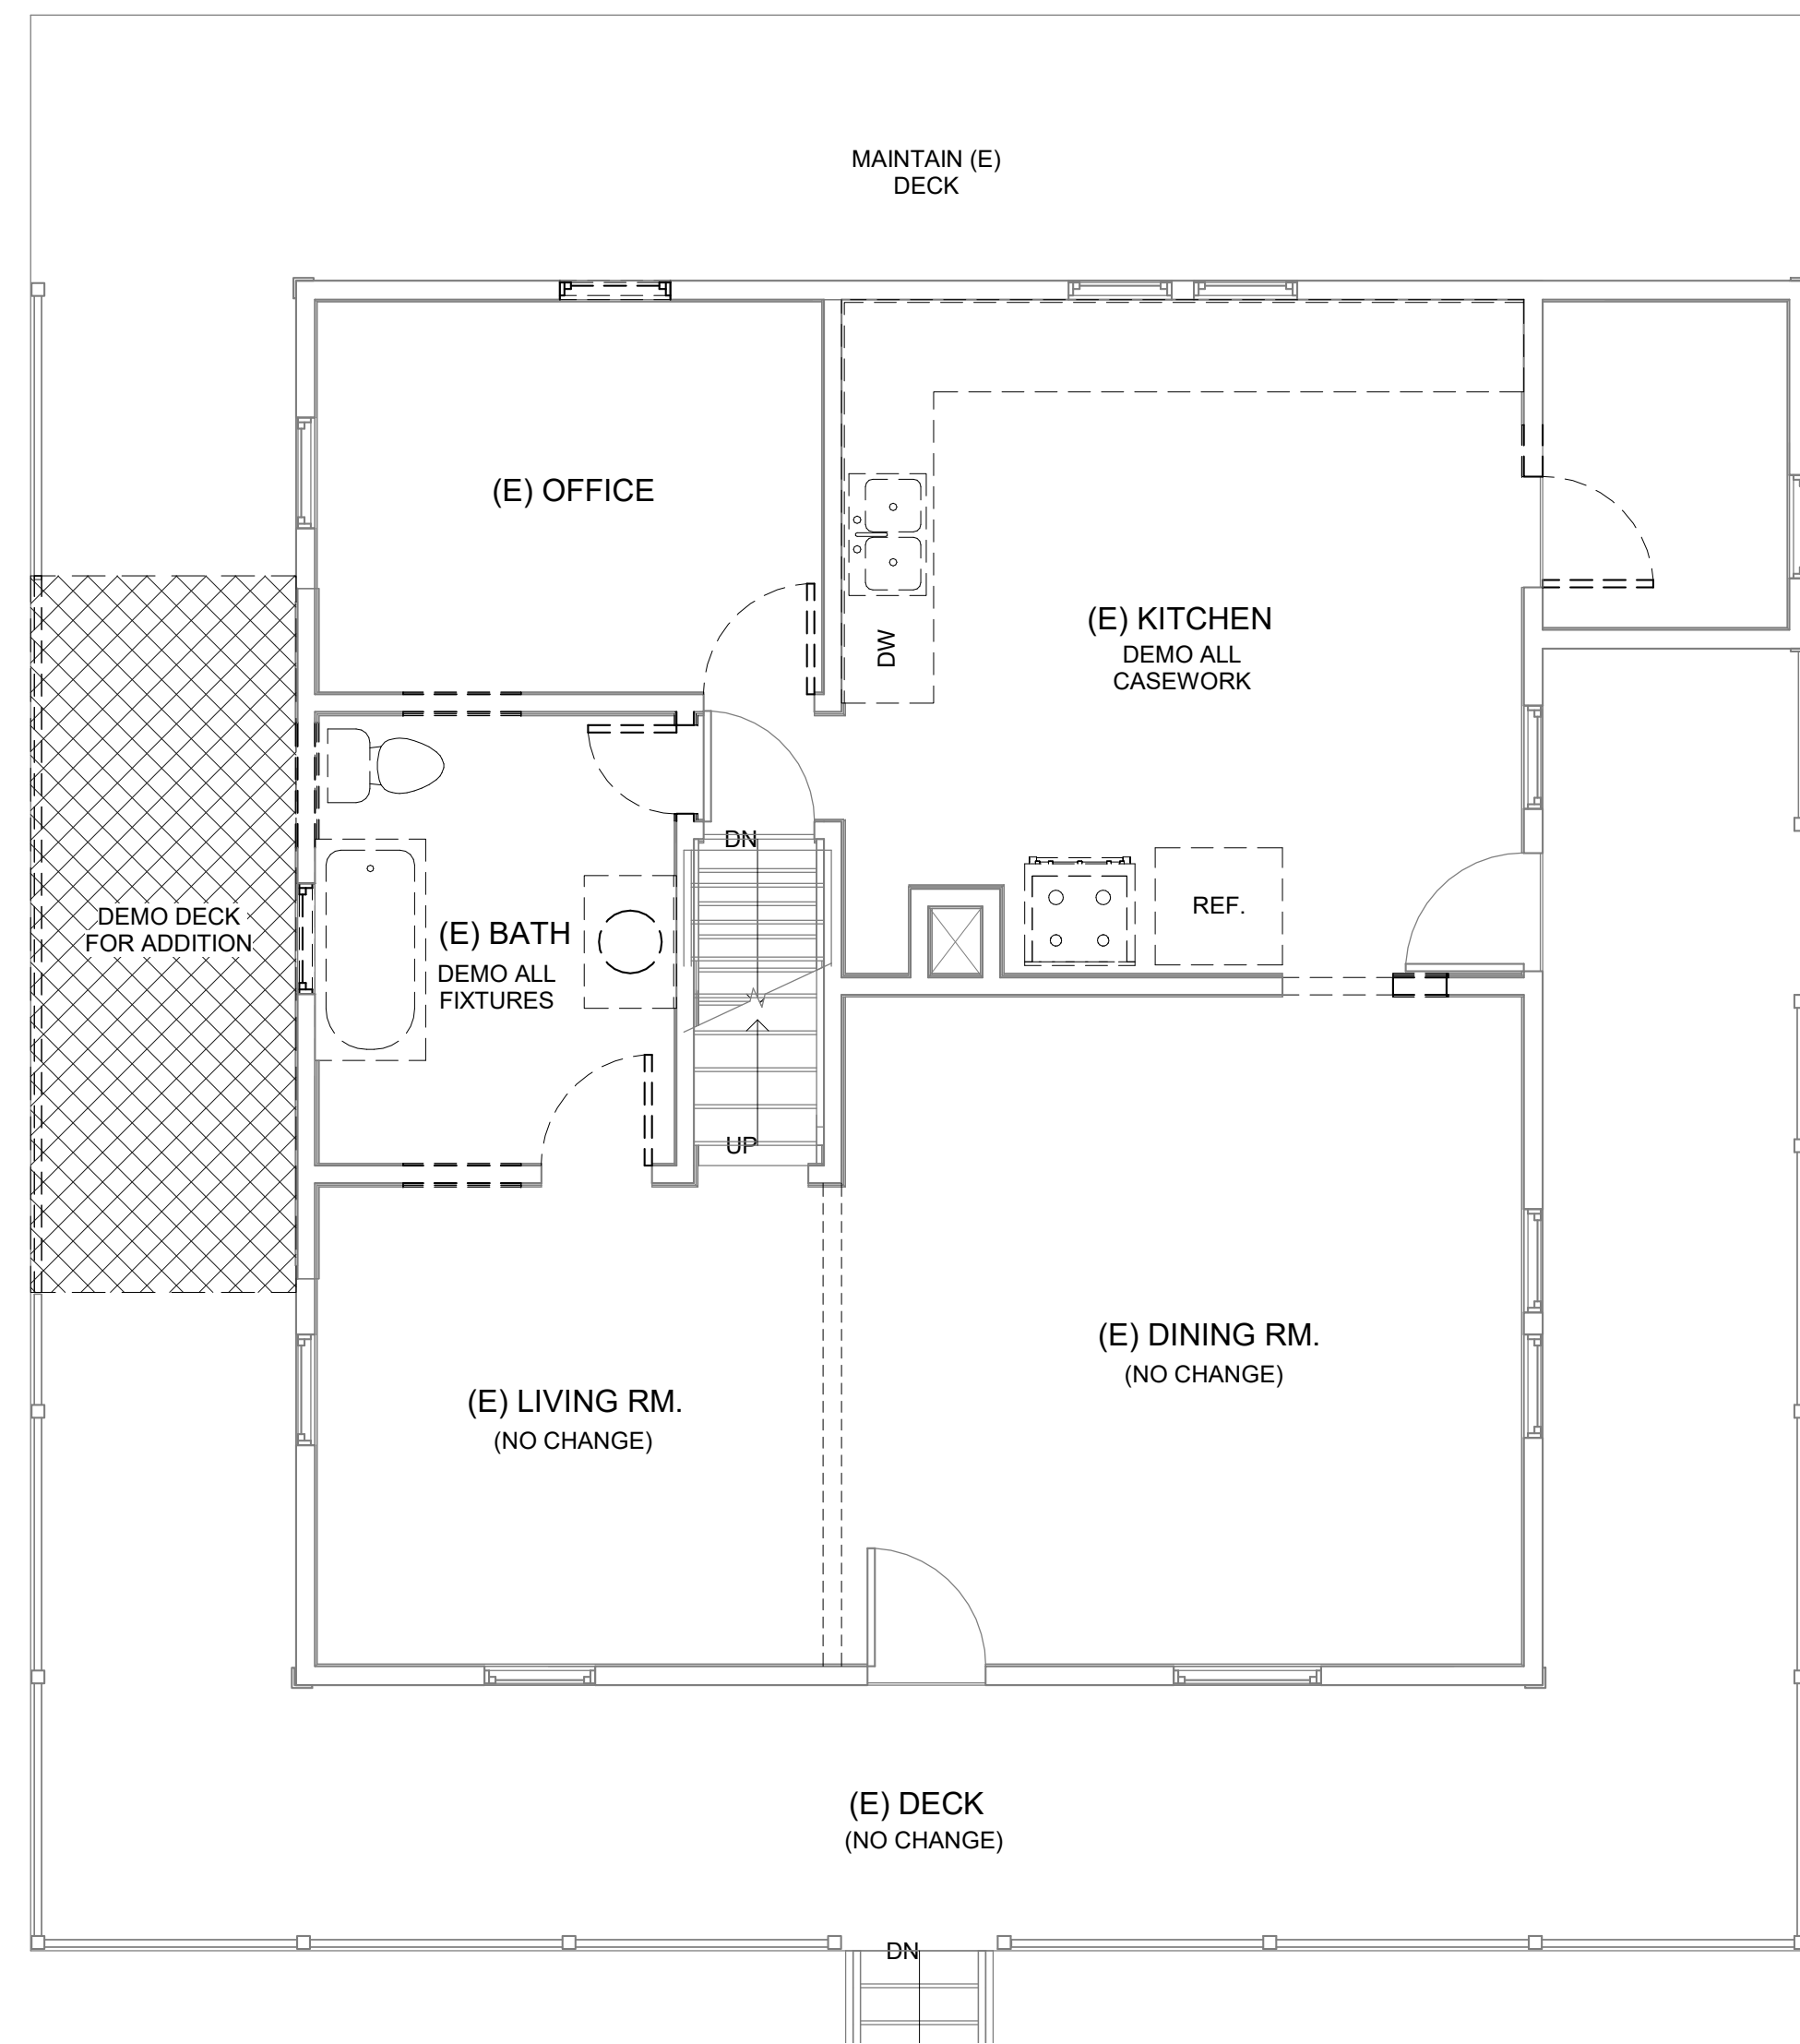 MAINTAIN (E)
DECK
(E) OFFICE
(E) KITCHEN
DEMO ALL
CASEWORK
DW
DN
REF.
DEMO DECK
FOR ADDITION
(E) BATH
DEMO ALL
FIXTURES
UP
(E) DINING RM.
(NO CHANGE)
(E) LIVING RM.
(NO CHANGE)
(E) DECK
(NO CHANGE)
DN